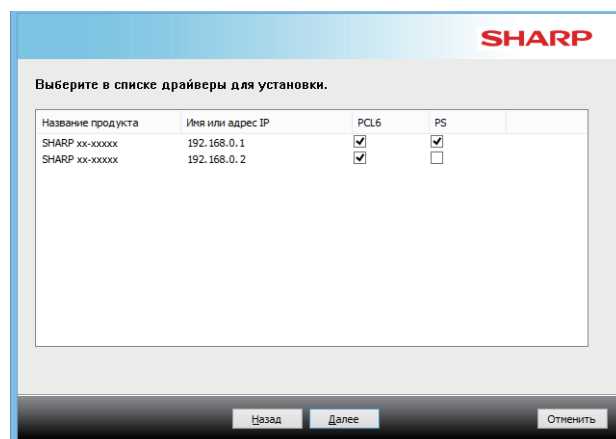 SHARP
Выберите в списке драйверы для установки.
Название продукта Имя или адрес IP PCL6 PS
SHARP xx-xxxxx 192.168.0.1
SHARP xx-xxxxx 192.168.0.2
Назад Далее Отменить